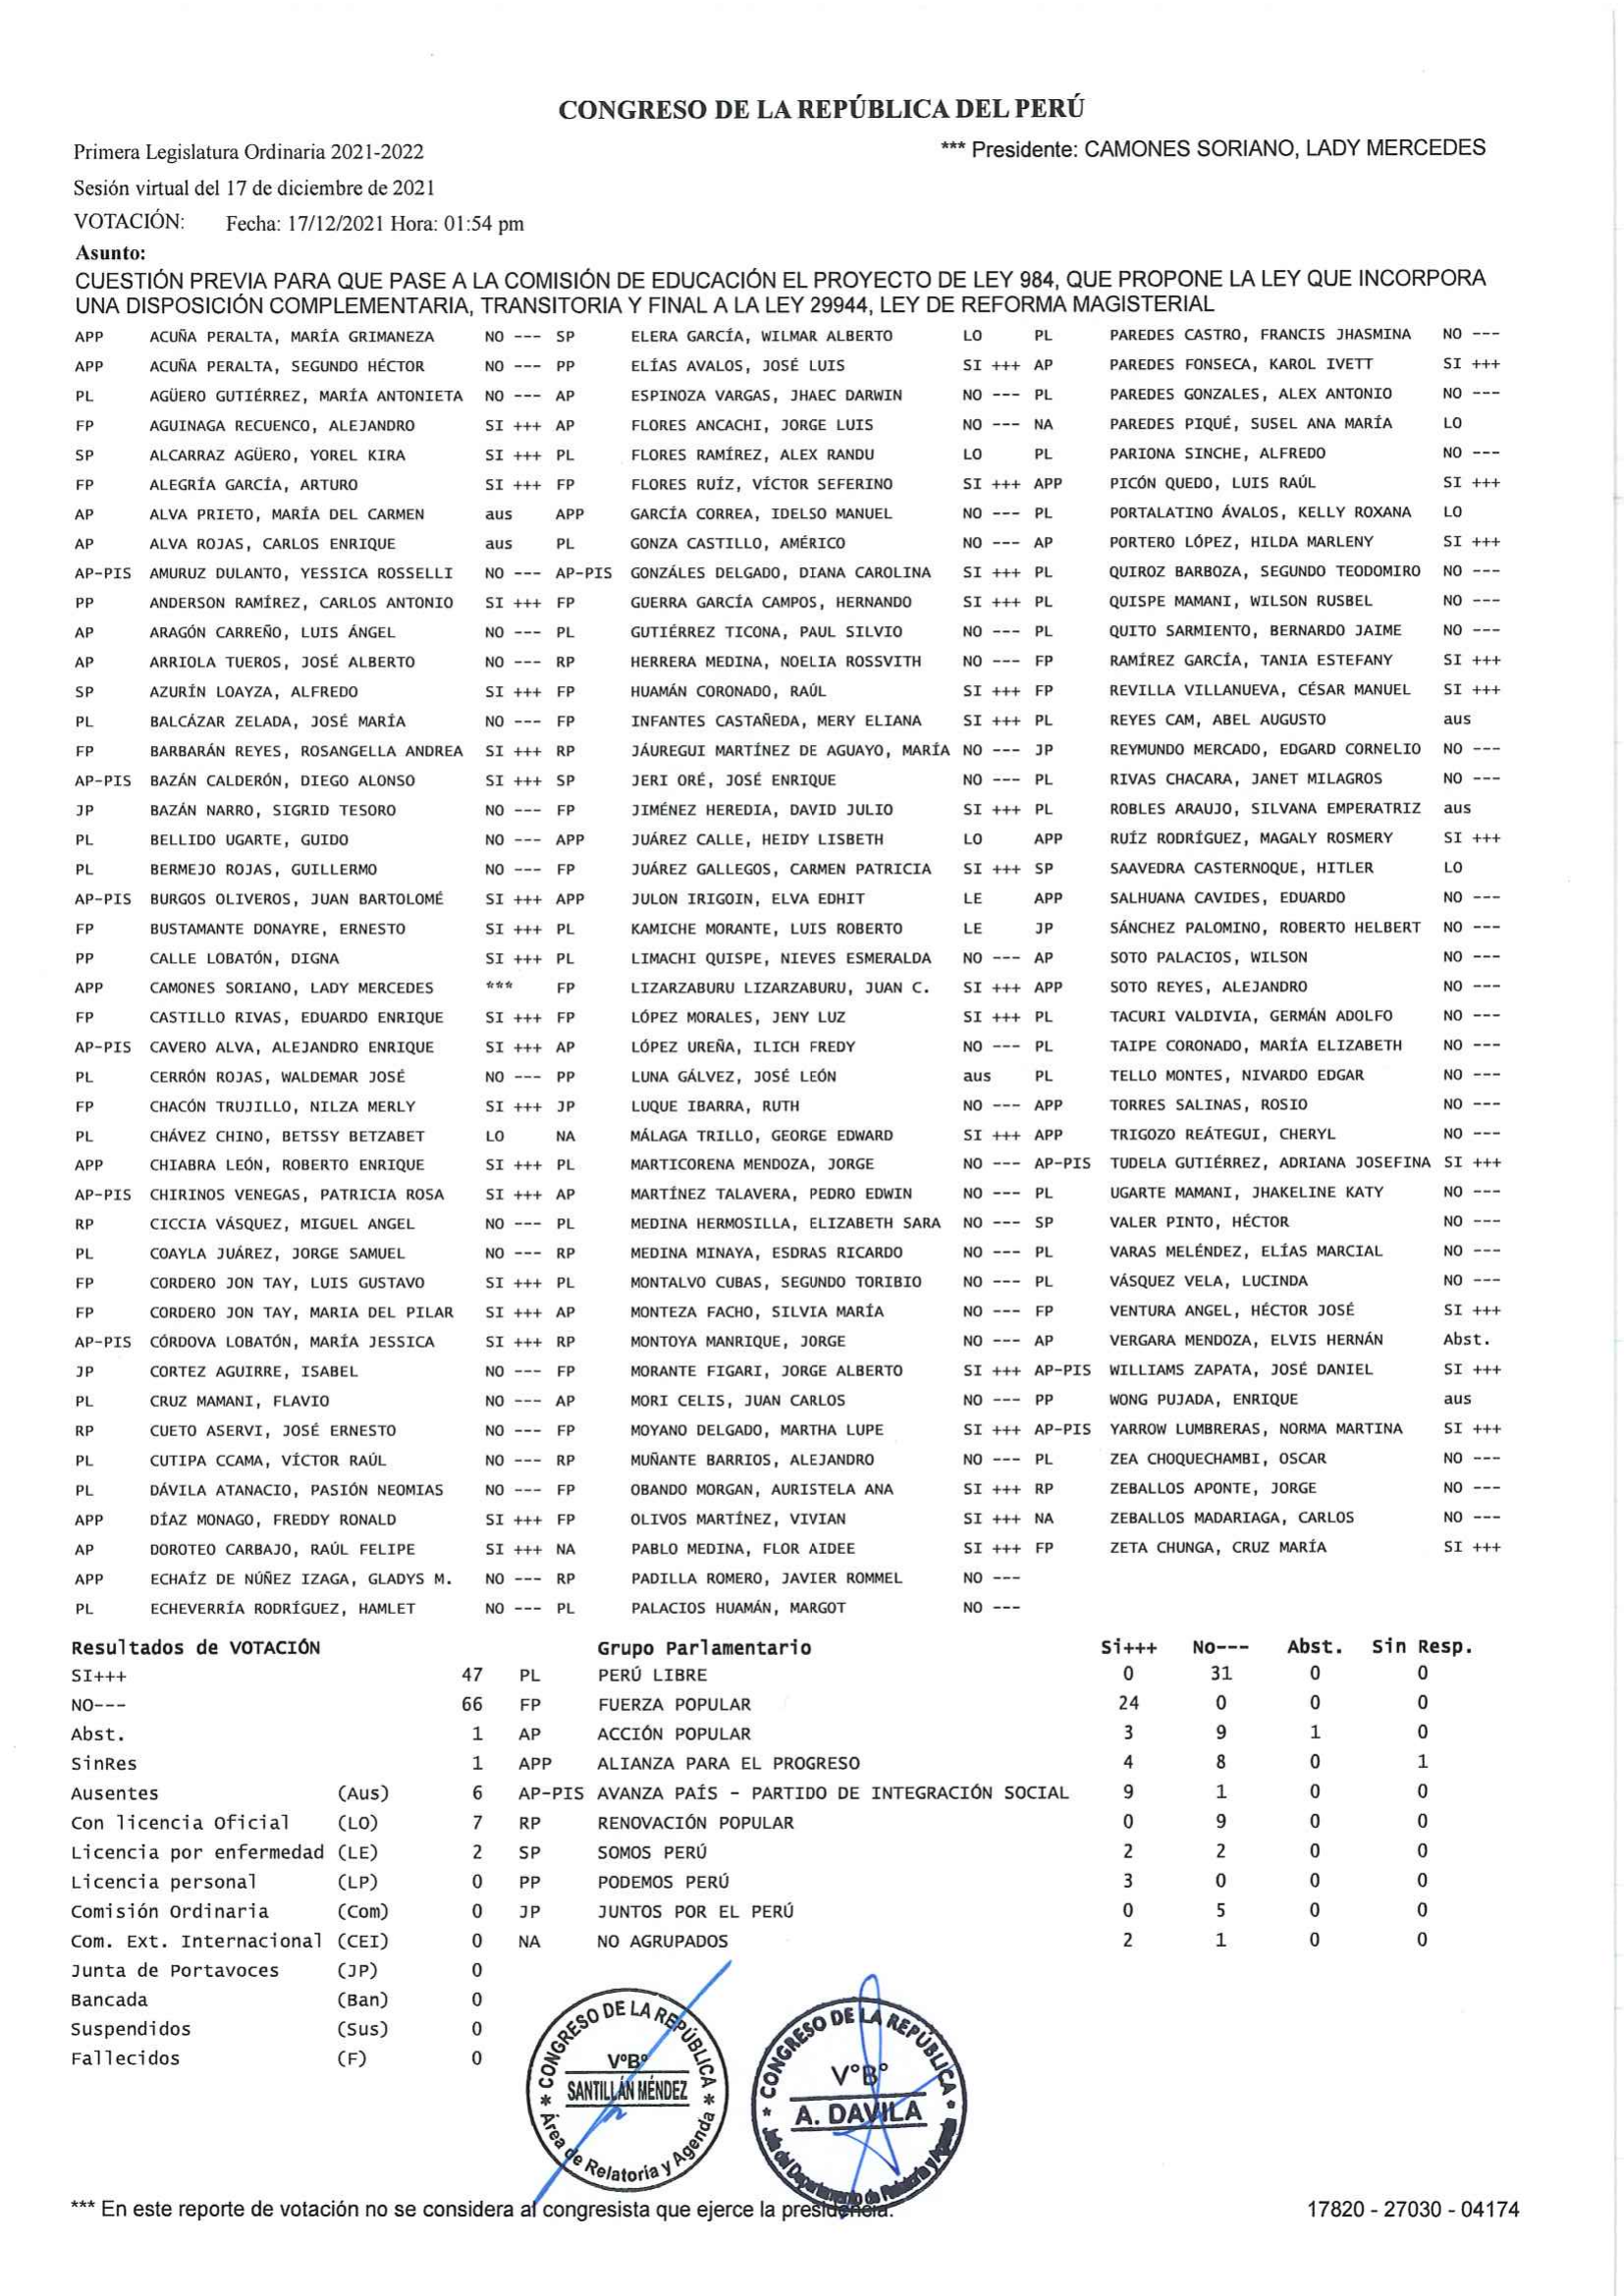 CONGRESO DE LA REPÚBLICA DEL PERÚ
Primera Legislatura Ordinaria 2021-2022 *** Presidente: CAMONES SORIANO, LADY MERCEDES
Sesión virtual del 17 de diciembre de 2021
VOTACIÓN: Fecha: 17/12/2021 Hora: 01:54 pm
Asunto:
CUESTIÓN PREVIA PARA QUE PASE A LA COMISIÓN DE EDUCACIÓN EL PROYECTO DE LEY 984, QUE PROPONE LA LEY QUE INCORPORA
UNA DISPOSICIÓN COMPLEMENTARIA, TRANSITORIA Y FINAL A LA LEY 29944, LEY DE REFORMA MAGISTERIAL
APP ACUÑA PERALTA, MARÍA GRIMANEZA NO --- SP ELERA GARCÍA, WILMAR ALBERTO LO PL PAREDES CASTRO, FRANCIS JHASMINA NO ---
APP ACUÑA PERALTA, SEGUNDO HÉCTOR NO --- PP ELÍAS AVALOS, JOSÉ LUIS SI +++ AP PAREDES FONSECA, KAROL IVETT SI +++
PL AGÜERO GUTIÉRREZ, MARÍA ANTONIETA NO --- AP ESPINOZA VARGAS, JHAEC DARWIN NO --- PL PAREDES GONZALES, ALEX ANTONIO NO ---
FP AGUINAGA RECUENCO, ALEJANDRO SI +++ AP FLORES ANCACHI, JORGE LUIS NO --- NA PAREDES PIQUÉ, SUSEL ANA MARÍA LO
SP ALCARRAZ AGÜERO, YOREL KIRA SI +++ PL FLORES RAMÍREZ, ALEX RANDU LO PL PARIONA SINCHE, ALFREDO NO ---
FP ALEGRÍA GARCÍA, ARTURO SI +++ FP FLORES RUÍZ, VÍCTOR SEFERINO SI +++ APP PICÓN QUEDO, LUIS RAÚL SI +++
AP ALVA PRIETO, MARÍA DEL CARMEN aus APP GARCÍA CORREA, IDELSO MANUEL NO --- PL PORTALATINO ÁVALOS, KELLY ROXANA LO
AP ALVA ROJAS, CARLOS ENRIQUE aus PL GONZA CASTILLO, AMÉRICO NO --- AP PORTERO LÓPEZ, HILDA MARLENY SI +++
AP-PIS AMURUZ DULANTO, YESSICA ROSSELLI NO --- AP-PIS GONZÁLES DELGADO, DIANA CAROLINA SI +++ PL QUIROZ BARBOZA, SEGUNDO TEODOMIRO NO ---
PP ANDERSON RAMÍREZ, CARLOS ANTONIO SI +++ FP GUERRA GARCÍA CAMPOS, HERNANDO SI +++ PL QUISPE MAMANI, WILSON RUSBEL NO ---
AP ARAGÓN CARREÑO, LUIS ÁNGEL NO --- PL GUTIÉRREZ TICONA, PAUL SILVIO NO --- PL QUITO SARMIENTO, BERNARDO JAIME NO ---
AP ARRIOLA TUEROS, JOSÉ ALBERTO NO --- RP HERRERA MEDINA, NOELIA ROSSVITH NO --- FP RAMÍREZ GARCÍA, TANIA ESTEFANY SI +++
SP AZURÍN LOAYZA, ALFREDO SI +++ FP HUAMÁN CORONADO, RAÚL SI +++ FP REVILLA VILLANUEVA, CÉSAR MANUEL SI +++
PL BALCÁZAR ZELADA, JOSÉ MARÍA NO --- FP INFANTES CASTAÑEDA, MERY ELIANA SI +++ PL REYES CAM, ABEL AUGUSTO aus
FP BARBARÁN REYES, ROSANGELLA ANDREA SI +++ RP JÁUREGUI MARTÍNEZ DE AGUAYO, MARÍA NO --- JP REYMUNDO MERCADO, EDGARD CORNELIO NO ---
AP-PIS BAZÁN CALDERÓN, DIEGO ALONSO SI +++ SP JERI ORÉ, JOSÉ ENRIQUE NO --- PL RIVAS CHACARA, JANET MILAGROS NO ---
JP BAZÁN NARRO, SIGRID TESORO NO --- FP JIMÉNEZ HEREDIA, DAVID JULIO SI +++ PL ROBLES ARAUJO, SILVANA EMPERATRIZ aus
PL BELLIDO UGARTE, GUIDO NO --- APP JUÁREZ CALLE, HEIDY LISBETH LO APP RUÍZ RODRÍGUEZ, MAGALY ROSMERY SI +++
PL BERMEJO ROJAS, GUILLERMO NO --- FP JUÁREZ GALLEGOS, CARMEN PATRICIA SI +++ SP SAAVEDRA CASTERNOQUE, HITLER LO
AP-PIS BURGOS OLIVEROS, JUAN BARTOLOMÉ SI +++ APP JULON IRIGOIN, ELVA EDHIT LE APP SALHUANA CAVIDES, EDUARDO NO ---
FP BUSTAMANTE DONAYRE, ERNESTO SI +++ PL KAMICHE MORANTE, LUIS ROBERTO LE JP SÁNCHEZ PALOMINO, ROBERTO HELBERT NO ---
PP CALLE LOBATÓN, DIGNA SI +++ PL LIMACHI QUISPE, NIEVES ESMERALDA NO --- AP SOTO PALACIOS, WILSON NO ---
APP CAMONES SORIANO, LADY MERCEDES *** FP LIZARZABURU LIZARZABURU, JUAN C. SI +++ APP SOTO REYES, ALEJANDRO NO ---
FP CASTILLO RIVAS, EDUARDO ENRIQUE SI +++ FP LÓPEZ MORALES, JENY LUZ SI +++ PL TACURI VALDIVIA, GERMÁN ADOLFO NO ---
AP-PIS CAVERO ALVA, ALEJANDRO ENRIQUE SI +++ AP LÓPEZ UREÑA, ILICH FREDY NO --- PL TAIPE CORONADO, MARÍA ELIZABETH NO ---
PL CERRÓN ROJAS, WALDEMAR JOSÉ NO --- PP LUNA GÁLVEZ, JOSÉ LEÓN aus PL TELLO MONTES, NIVARDO EDGAR NO ---
FP CHACÓN TRUJILLO, NILZA MERLY SI +++ JP LUQUE IBARRA, RUTH NO --- APP TORRES SALINAS, ROSIO NO ---
PL CHÁVEZ CHINO, BETSSY BETZABET LO NA MÁLAGA TRILLO, GEORGE EDWARD SI +++ APP TRIGOZO REÁTEGUI, CHERYL NO ---
APP CHIABRA LEÓN, ROBERTO ENRIQUE SI +++ PL MARTICORENA MENDOZA, JORGE NO --- AP-PIS TUDELA GUTIÉRREZ, ADRIANA JOSEFINA SI +++
AP-PIS CHIRINOS VENEGAS, PATRICIA ROSA SI +++ AP MARTÍNEZ TALAVERA, PEDRO EDWIN NO --- PL UGARTE MAMANI, JHAKELINE KATY NO ---
RP CICCIA VÁSQUEZ, MIGUEL ANGEL NO --- PL MEDINA HERMOSILLA, ELIZABETH SARA NO --- SP VALER PINTO, HÉCTOR NO ---
PL COAYLA JUÁREZ, JORGE SAMUEL NO --- RP MEDINA MINAYA, ESDRAS RICARDO NO --- PL VARAS MELÉNDEZ, ELÍAS MARCIAL NO ---
FP CORDERO JON TAY, LUIS GUSTAVO SI +++ PL MONTALVO CUBAS, SEGUNDO TORIBIO NO --- PL VÁSQUEZ VELA, LUCINDA NO ---
FP CORDERO JON TAY, MARIA DEL PILAR SI +++ AP MONTEZA FACHO, SILVIA MARÍA NO --- FP VENTURA ANGEL, HÉCTOR JOSÉ SI +++
AP-PIS CÓRDOVA LOBATÓN, MARÍA JESSICA SI +++ RP MONTOYA MANRIQUE, JORGE NO --- AP VERGARA MENDOZA, ELVIS HERNÁN Abst.
JP CORTEZ AGUIRRE, ISABEL NO --- FP MORANTE FIGARI, JORGE ALBERTO SI +++ AP-PIS WILLIAMS ZAPATA, JOSÉ DANIEL SI +++
PL CRUZ MAMANI, FLAVIO NO --- AP MORI CELIS, JUAN CARLOS NO --- PP WONG PUJADA, ENRIQUE aus
RP CUETO ASERVI, JOSÉ ERNESTO NO --- FP MOYANO DELGADO, MARTHA LUPE SI +++ AP-PIS YARROW LUMBRERAS, NORMA MARTINA SI +++
PL CUTIPA CCAMA, VÍCTOR RAÚL NO --- RP MUÑANTE BARRIOS, ALEJANDRO NO --- PL ZEA CHOQUECHAMBI, OSCAR NO ---
PL DÁVILA ATANACIO, PASIÓN NEOMIAS NO --- FP OBANDO MORGAN, AURISTELA ANA SI +++ RP ZEBALLOS APONTE, JORGE NO ---
APP DÍAZ MONAGO, FREDDY RONALD SI +++ FP OLIVOS MARTÍNEZ, VIVIAN SI +++ NA ZEBALLOS MADARIAGA, CARLOS NO ---
AP DOROTEO CARBAJO, RAÚL FELIPE SI +++ NA PABLO MEDINA, FLOR AIDEE SI +++ FP ZETA CHUNGA, CRUZ MARÍA SI +++
APP ECHAÍZ DE NÚÑEZ IZAGA, GLADYS M. NO --- RP PADILLA ROMERO, JAVIER ROMMEL NO ---
PL ECHEVERRÍA RODRÍGUEZ, HAMLET NO --- PL PALACIOS HUAMÁN, MARGOT NO ---
Resultados de VOTACIÓN Grupo Parlamentario Si+++ No--- Abst. Sin Resp.
SI+++ 47 PL PERÚ LIBRE 0 31 0 0
NO--- 66 FP FUERZA POPULAR 24 0 0 0
Abst. 1 AP ACCIÓN POPULAR 3 9 1 0
SinRes 1 APP ALIANZA PARA EL PROGRESO 4 8 0 1
Ausentes (Aus) 6 AP-PIS AVANZA PAÍS - PARTIDO DE INTEGRACIÓN SOCIAL 9 1 0 0
Con licencia Oficial (LO) 7 RP RENOVACIÓN POPULAR 0 9 0 0
Licencia por enfermedad (LE) 2 SP SOMOS PERÚ 2 2 0 0
Licencia personal (LP) 0 PP PODEMOS PERÚ 3 0 0 0
Comisión Ordinaria (Com) 0 JP JUNTOS POR EL PERÚ 0 5 0 0
Com. Ext. Internacional (CEI) 0 NA NO AGRUPADOS 2 1 0 0
Junta de Portavoces (JP) 0
Bancada (Ban) 0
Suspendidos (Sus) 0
Fallecidos (F) 0
* CONGRESO DE LA REPÚBLICA *
V°B°
SANTILLÁN MÉNDEZ
Área de Relatoría y Agenda
* CONGRESO DE LA REPÚBLICA *
V°B°
A. DAVILA
Jefe del Departamento de Relatoría y Agenda
*** En este reporte de votación no se considera al congresista que ejerce la presidencia. 17820 - 27030 - 04174